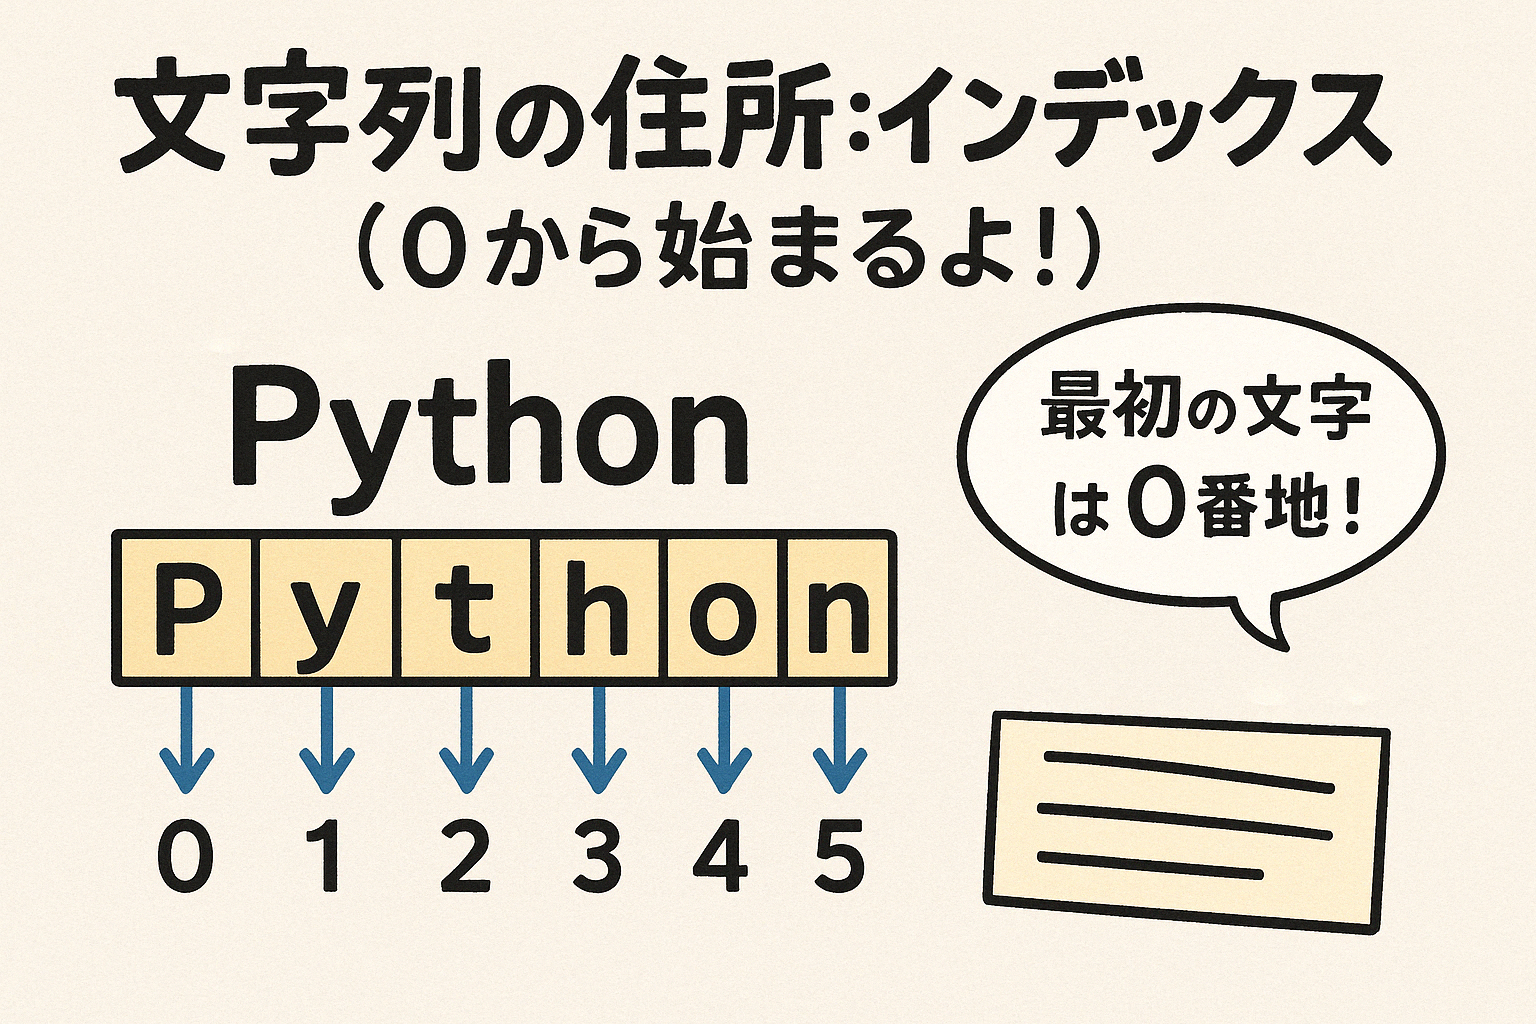 文字列の住所:インデックス
(0から始まるよ!)
Python
最初の文字
は0番地!
P y t h o n
0 1 2 3 4 5